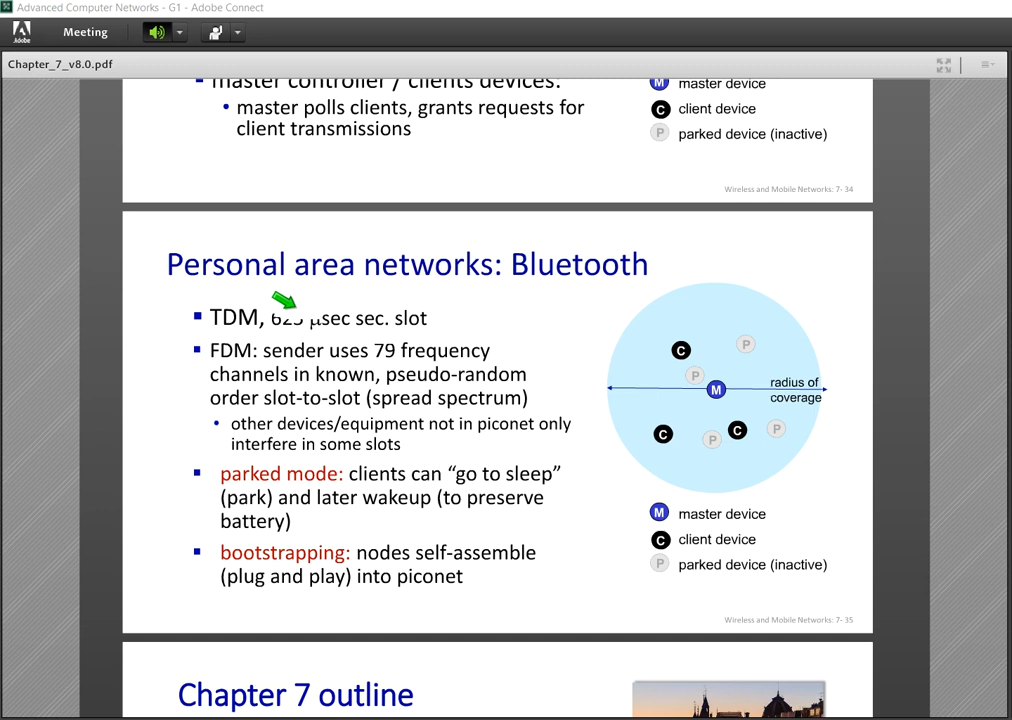 Advanced Computer Networks - G1 - Adobe Connect
Adobe
Meeting
Chapter_7_v8.0.pdf
master controller / clients devices:
• master polls clients, grants requests for
client transmissions
M master device
C client device
P parked device (inactive)
Wireless and Mobile Networks: 7- 34
Personal area networks: Bluetooth
TDM, 625 μsec sec. slot
FDM: sender uses 79 frequency
channels in known, pseudo-random
order slot-to-slot (spread spectrum)
• other devices/equipment not in piconet only
interfere in some slots
parked mode: clients can “go to sleep”
(park) and later wakeup (to preserve
battery)
bootstrapping: nodes self-assemble
(plug and play) into piconet
C
P
P
M
radius of
coverage
C
P
C
P
M master device
C client device
P parked device (inactive)
Wireless and Mobile Networks: 7- 35
Chapter 7 outline